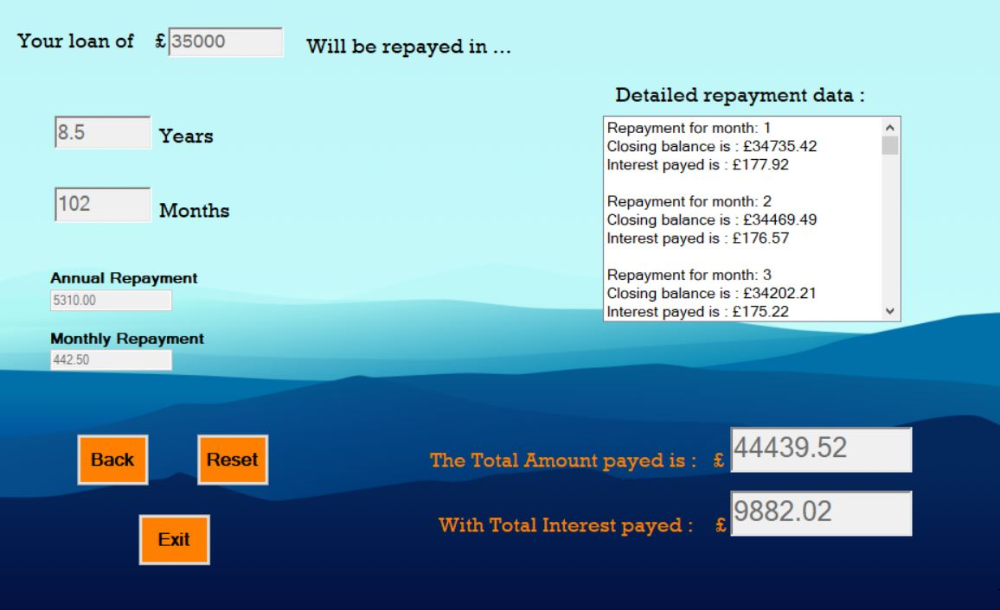 Your loan of £ 35000 Will be repayed in ...
8.5 Years
102 Months
Annual Repayment
5310.00
Monthly Repayment
442.50
Detailed repayment data :
Repayment for month: 1
Closing balance is : £34735.42
Interest payed is : £177.92
Repayment for month: 2
Closing balance is : £34469.49
Interest payed is : £176.57
Repayment for month: 3
Closing balance is : £34202.21
Interest payed is : £175.22
Back Reset
Exit
The Total Amount payed is : £ 44439.52
With Total Interest payed : £ 9882.02